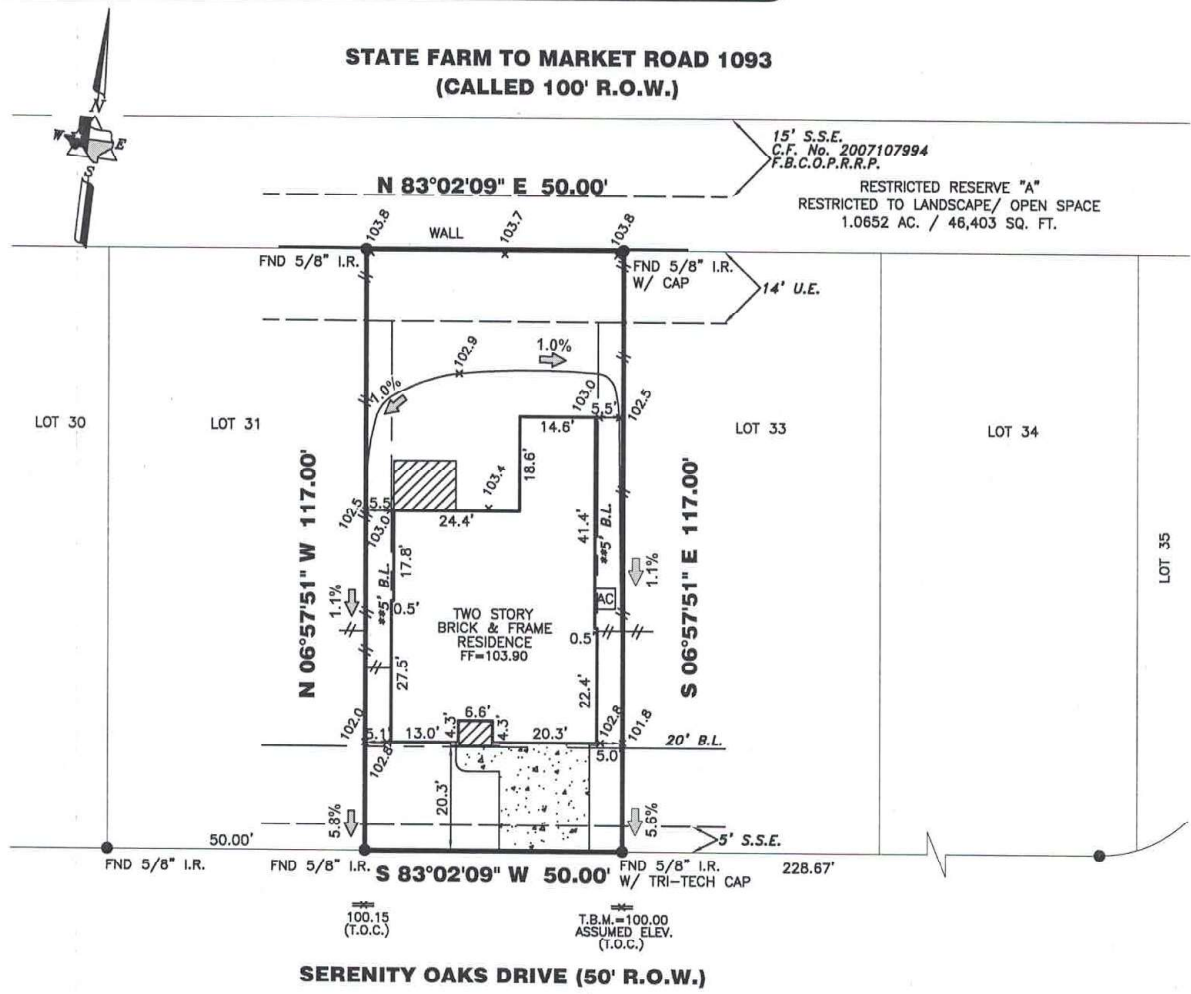 STATE FARM TO MARKET ROAD 1093
(CALLED 100' R.O.W.)
N
W
E
S
15' S.S.E.
C.F. No. 2007107994
F.B.C.O.P.R.R.P.
N 83°02'09" E 50.00'
RESTRICTED RESERVE "A"
RESTRICTED TO LANDSCAPE/ OPEN SPACE
1.0652 AC. / 46,403 SQ. FT.
103.8
WALL
103.7
103.8
FND 5/8" I.R.
FND 5/8" I.R.
W/ CAP
14' U.E.
102.9
1.0%
1.0%
103.0
5.5'
102.5
14.6'
LOT 30
LOT 31
LOT 33
LOT 34
LOT 35
18.6'
103.4
102.5
5.5
24.4'
103.0
41.4'
**5' B.L.
N 06°57'51" W 117.00'
S 06°57'51" E 117.00'
17.8'
**5' B.L.
1.1%
1.1%
AC
0.5'
TWO STORY
BRICK & FRAME
RESIDENCE
FF=103.90
0.5'
27.5'
22.4'
6.6'
102.0
5.1'
13.0'
4.3'
4.3'
20.3'
102.8
101.8
20' B.L.
102.8
5.0'
20.3'
5.8%
5.6%
5' S.S.E.
50.00'
228.67'
FND 5/8" I.R.
FND 5/8" I.R.
S 83°02'09" W 50.00'
FND 5/8" I.R.
W/ TRI-TECH CAP
100.15
(T.O.C.)
T.B.M.=100.00
ASSUMED ELEV.
(T.O.C.)
SERENITY OAKS DRIVE (50' R.O.W.)